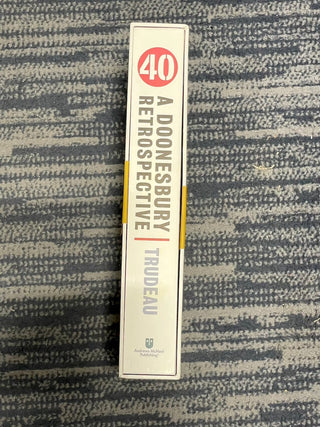 40
A DOONESBURY
RETROSPECTIVE
TRUDEAU
Andrews McMeel
Publishing